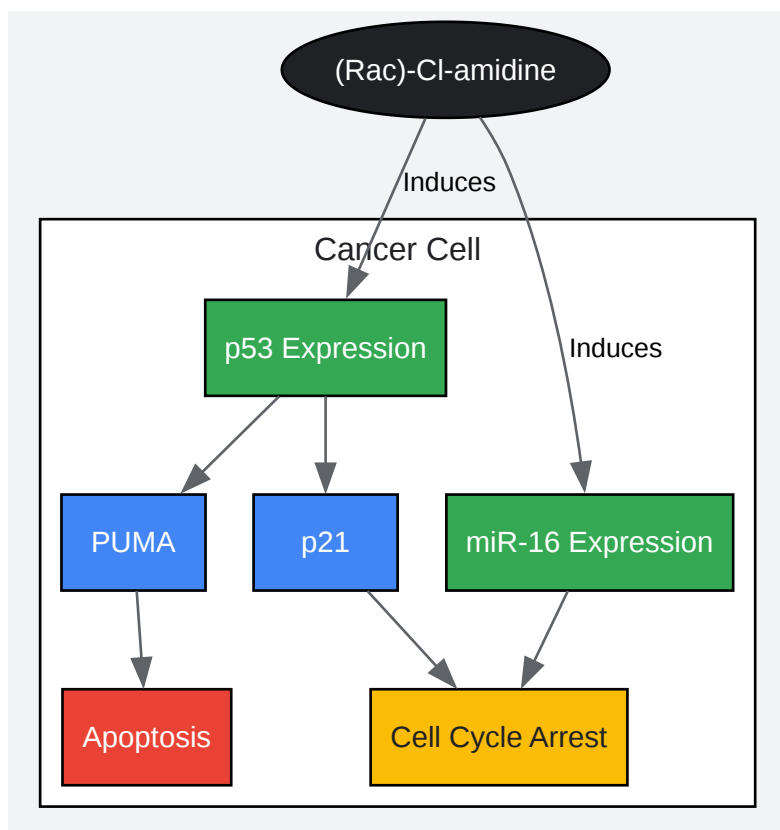 (Rac)-Cl-amidine
Induces
Cancer Cell
p53 Expression
Induces
PUMA
p21
miR-16 Expression
Apoptosis
Cell Cycle Arrest